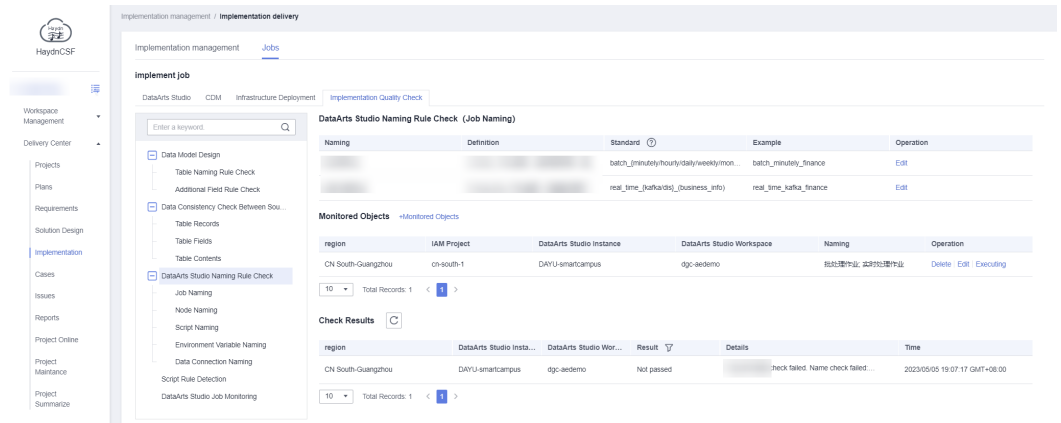 Implementation management / Implementation delivery
Haydn
HaydnCSF
Implementation management Jobs
implement job
DataArts Studio CDM Infrastructure Deployment Implementation Quality Check
Workspace Management
Delivery Center
Projects
Plans
Requirements
Solution Design
Implementation
Cases
Issues
Reports
Project Online
Project Maintance
Project Summarize
Enter a keyword.
Data Model Design
Table Naming Rule Check
Additional Field Rule Check
Data Consistency Check Between Sou...
Table Records
Table Fields
Table Contents
DataArts Studio Naming Rule Check
Job Naming
Node Naming
Script Naming
Environment Variable Naming
Data Connection Naming
Script Rule Detection
DataArts Studio Job Monitoring
DataArts Studio Naming Rule Check (Job Naming)
Naming Definition Standard Example Operation
batch_{minutely/hourly/daily/weekly/mon... batch_minutely_finance Edit
real_time_{kafka/dis}_{business_info} real_time_kafka_finance Edit
Monitored Objects +Monitored Objects
region IAM Project DataArts Studio Instance DataArts Studio Workspace Naming Operation
CN South-Guangzhou cn-south-1 DAYU-smartcampus dgc-aedemo 批处理作业; 实时处理作业 Delete Edit Executing
10 Total Records: 1 < 1 >
Check Results
region DataArts Studio Insta... DataArts Studio Wor... Result Details Time
CN South-Guangzhou DAYU-smartcampus dgc-aedemo Not passed check failed. Name check failed:... 2023/05/05 19:07:17 GMT+08:00
10 Total Records: 1 < 1 >